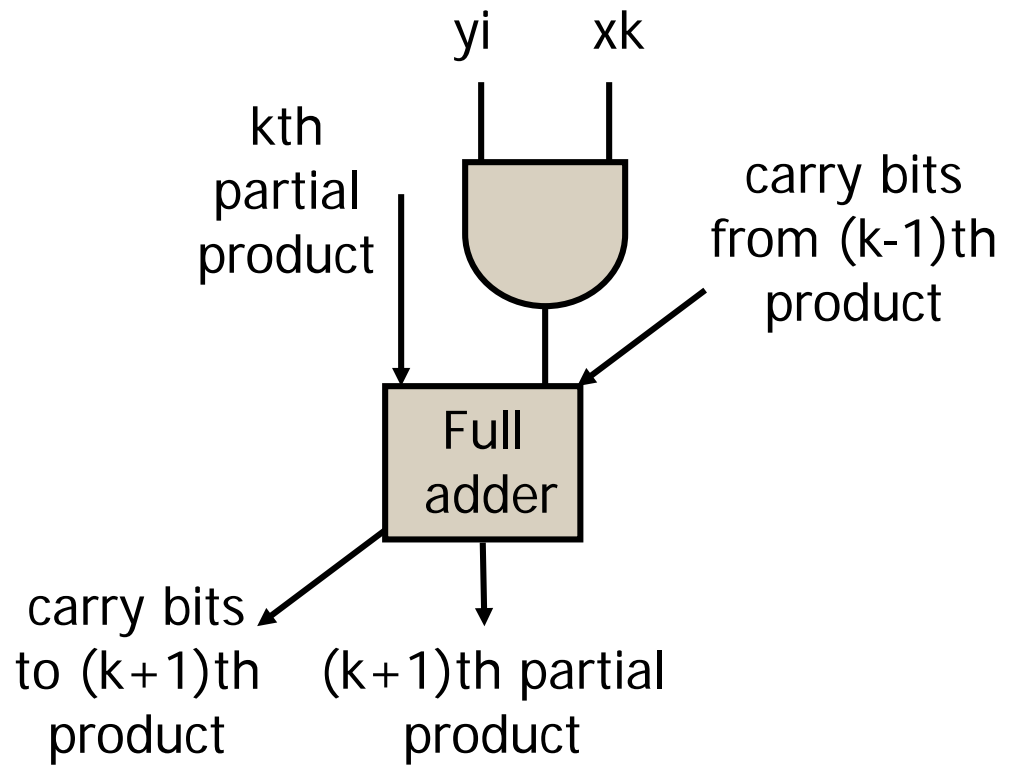 yi xk
kth
partial
product
carry bits
from (k-1)th
product
Full
adder
carry bits
to (k+1)th
product
(k+1)th partial
product